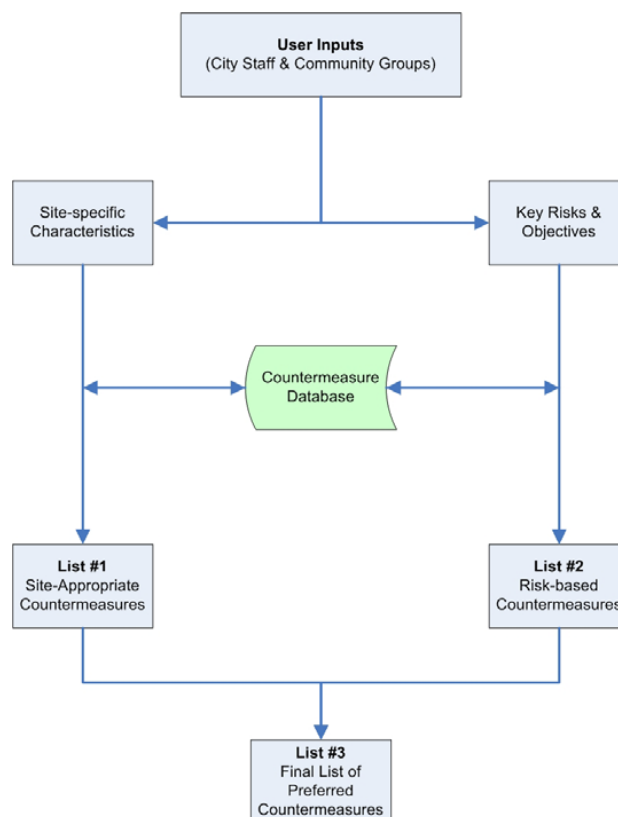 User Inputs
(City Staff & Community Groups)
Site-specific
Characteristics
Key Risks &
Objectives
Countermeasure
Database
List #1
Site-Appropriate
Countermeasures
List #2
Risk-based
Countermeasures
List #3
Final List of
Preferred
Countermeasures